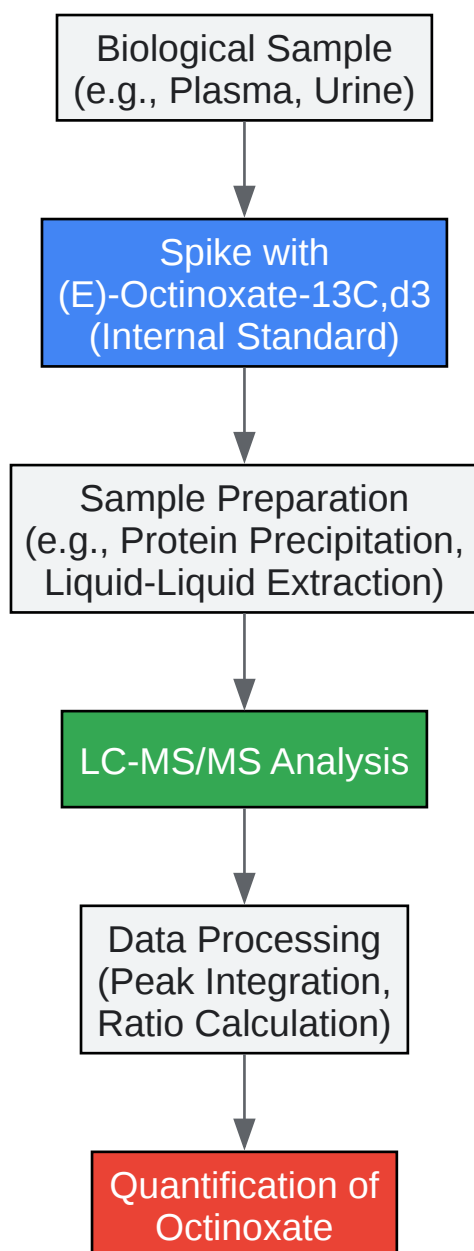 Biological Sample
(e.g., Plasma, Urine)
Spike with
(E)-Octinoxate-13C,d3
(Internal Standard)
Sample Preparation
(e.g., Protein Precipitation,
Liquid-Liquid Extraction)
LC-MS/MS Analysis
Data Processing
(Peak Integration,
Ratio Calculation)
Quantification of
Octinoxate